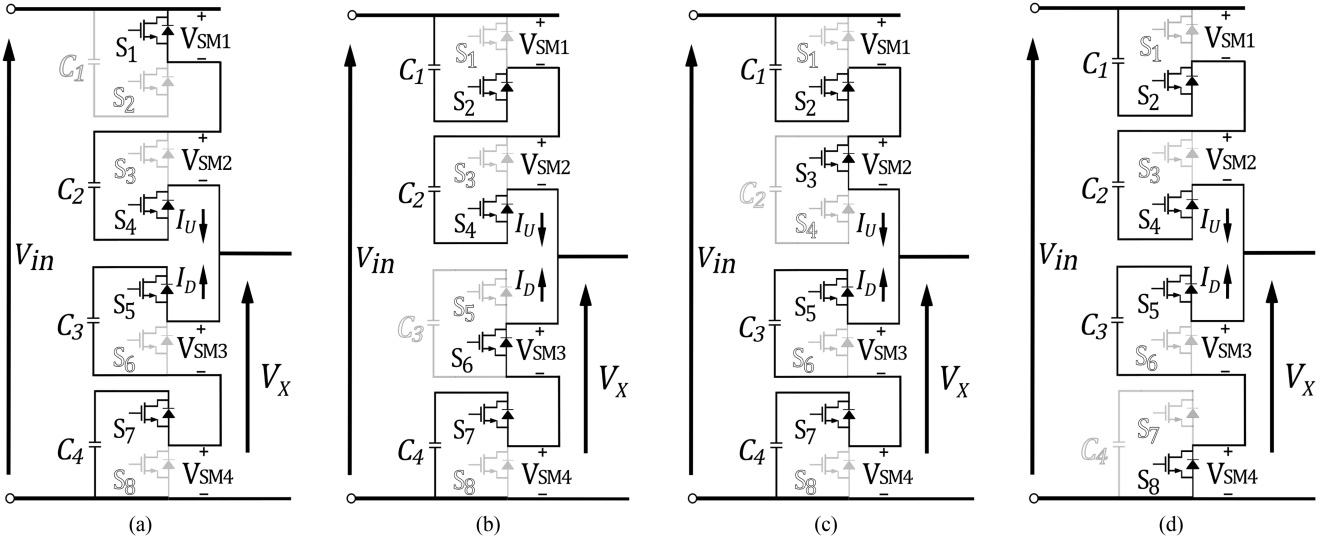 V_in
C_1
S_1
S_2
V_SM1
+
−
C_2
S_3
S_4
V_SM2
+
−
I_U
I_D
C_3
S_5
S_6
V_SM3
+
−
V_X
C_4
S_7
S_8
V_SM4
+
−
(a)
V_in
C_1
S_1
S_2
V_SM1
+
−
C_2
S_3
S_4
V_SM2
+
−
I_U
I_D
C_3
S_5
S_6
V_SM3
+
−
V_X
C_4
S_7
S_8
V_SM4
+
−
(b)
V_in
C_1
S_1
S_2
V_SM1
+
−
C_2
S_3
S_4
V_SM2
+
−
I_U
I_D
C_3
S_5
S_6
V_SM3
+
−
V_X
C_4
S_7
S_8
V_SM4
+
−
(c)
V_in
C_1
S_1
S_2
V_SM1
+
−
C_2
S_3
S_4
V_SM2
+
−
I_U
I_D
C_3
S_5
S_6
V_SM3
+
−
V_X
C_4
S_7
S_8
V_SM4
+
−
(d)